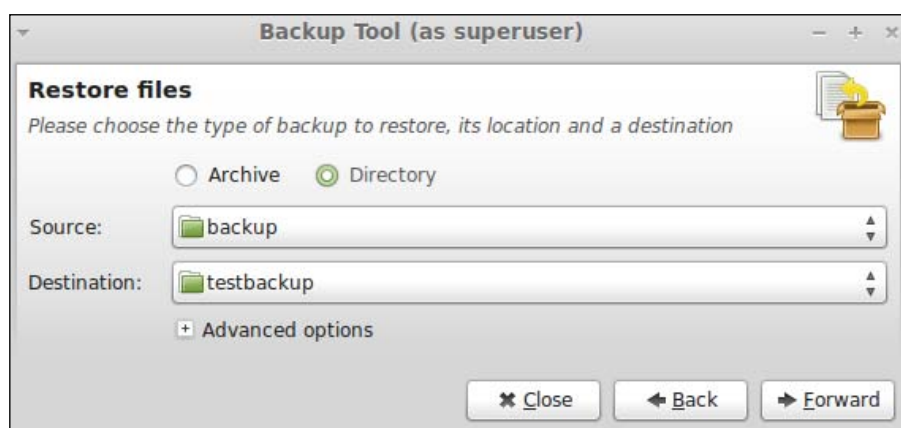 Backup Tool (as superuser)
Restore files
Please choose the type of backup to restore, its location and a destination
Archive Directory
Source: backup
Destination: testbackup
Advanced options
Close Back Forward